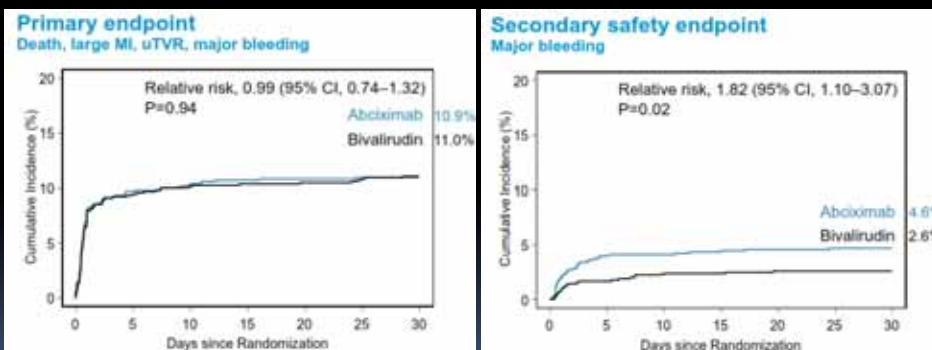 Primary endpoint
Death, large MI, uTVR, major bleeding
Relative risk, 0.99 (95% CI, 0.74–1.32)
P=0.94
Abciximab 10.9%
Bivalirudin 11.0%
Cumulative Incidence (%)
20
15
10
5
0
0 5 10 15 20 25 30
Days since Randomization
Secondary safety endpoint
Major bleeding
Relative risk, 1.82 (95% CI, 1.10–3.07)
P=0.02
Abciximab 4.6%
Bivalirudin 2.6%
Cumulative Incidence (%)
20
15
10
5
0
0 5 10 15 20 25 30
Days since Randomization